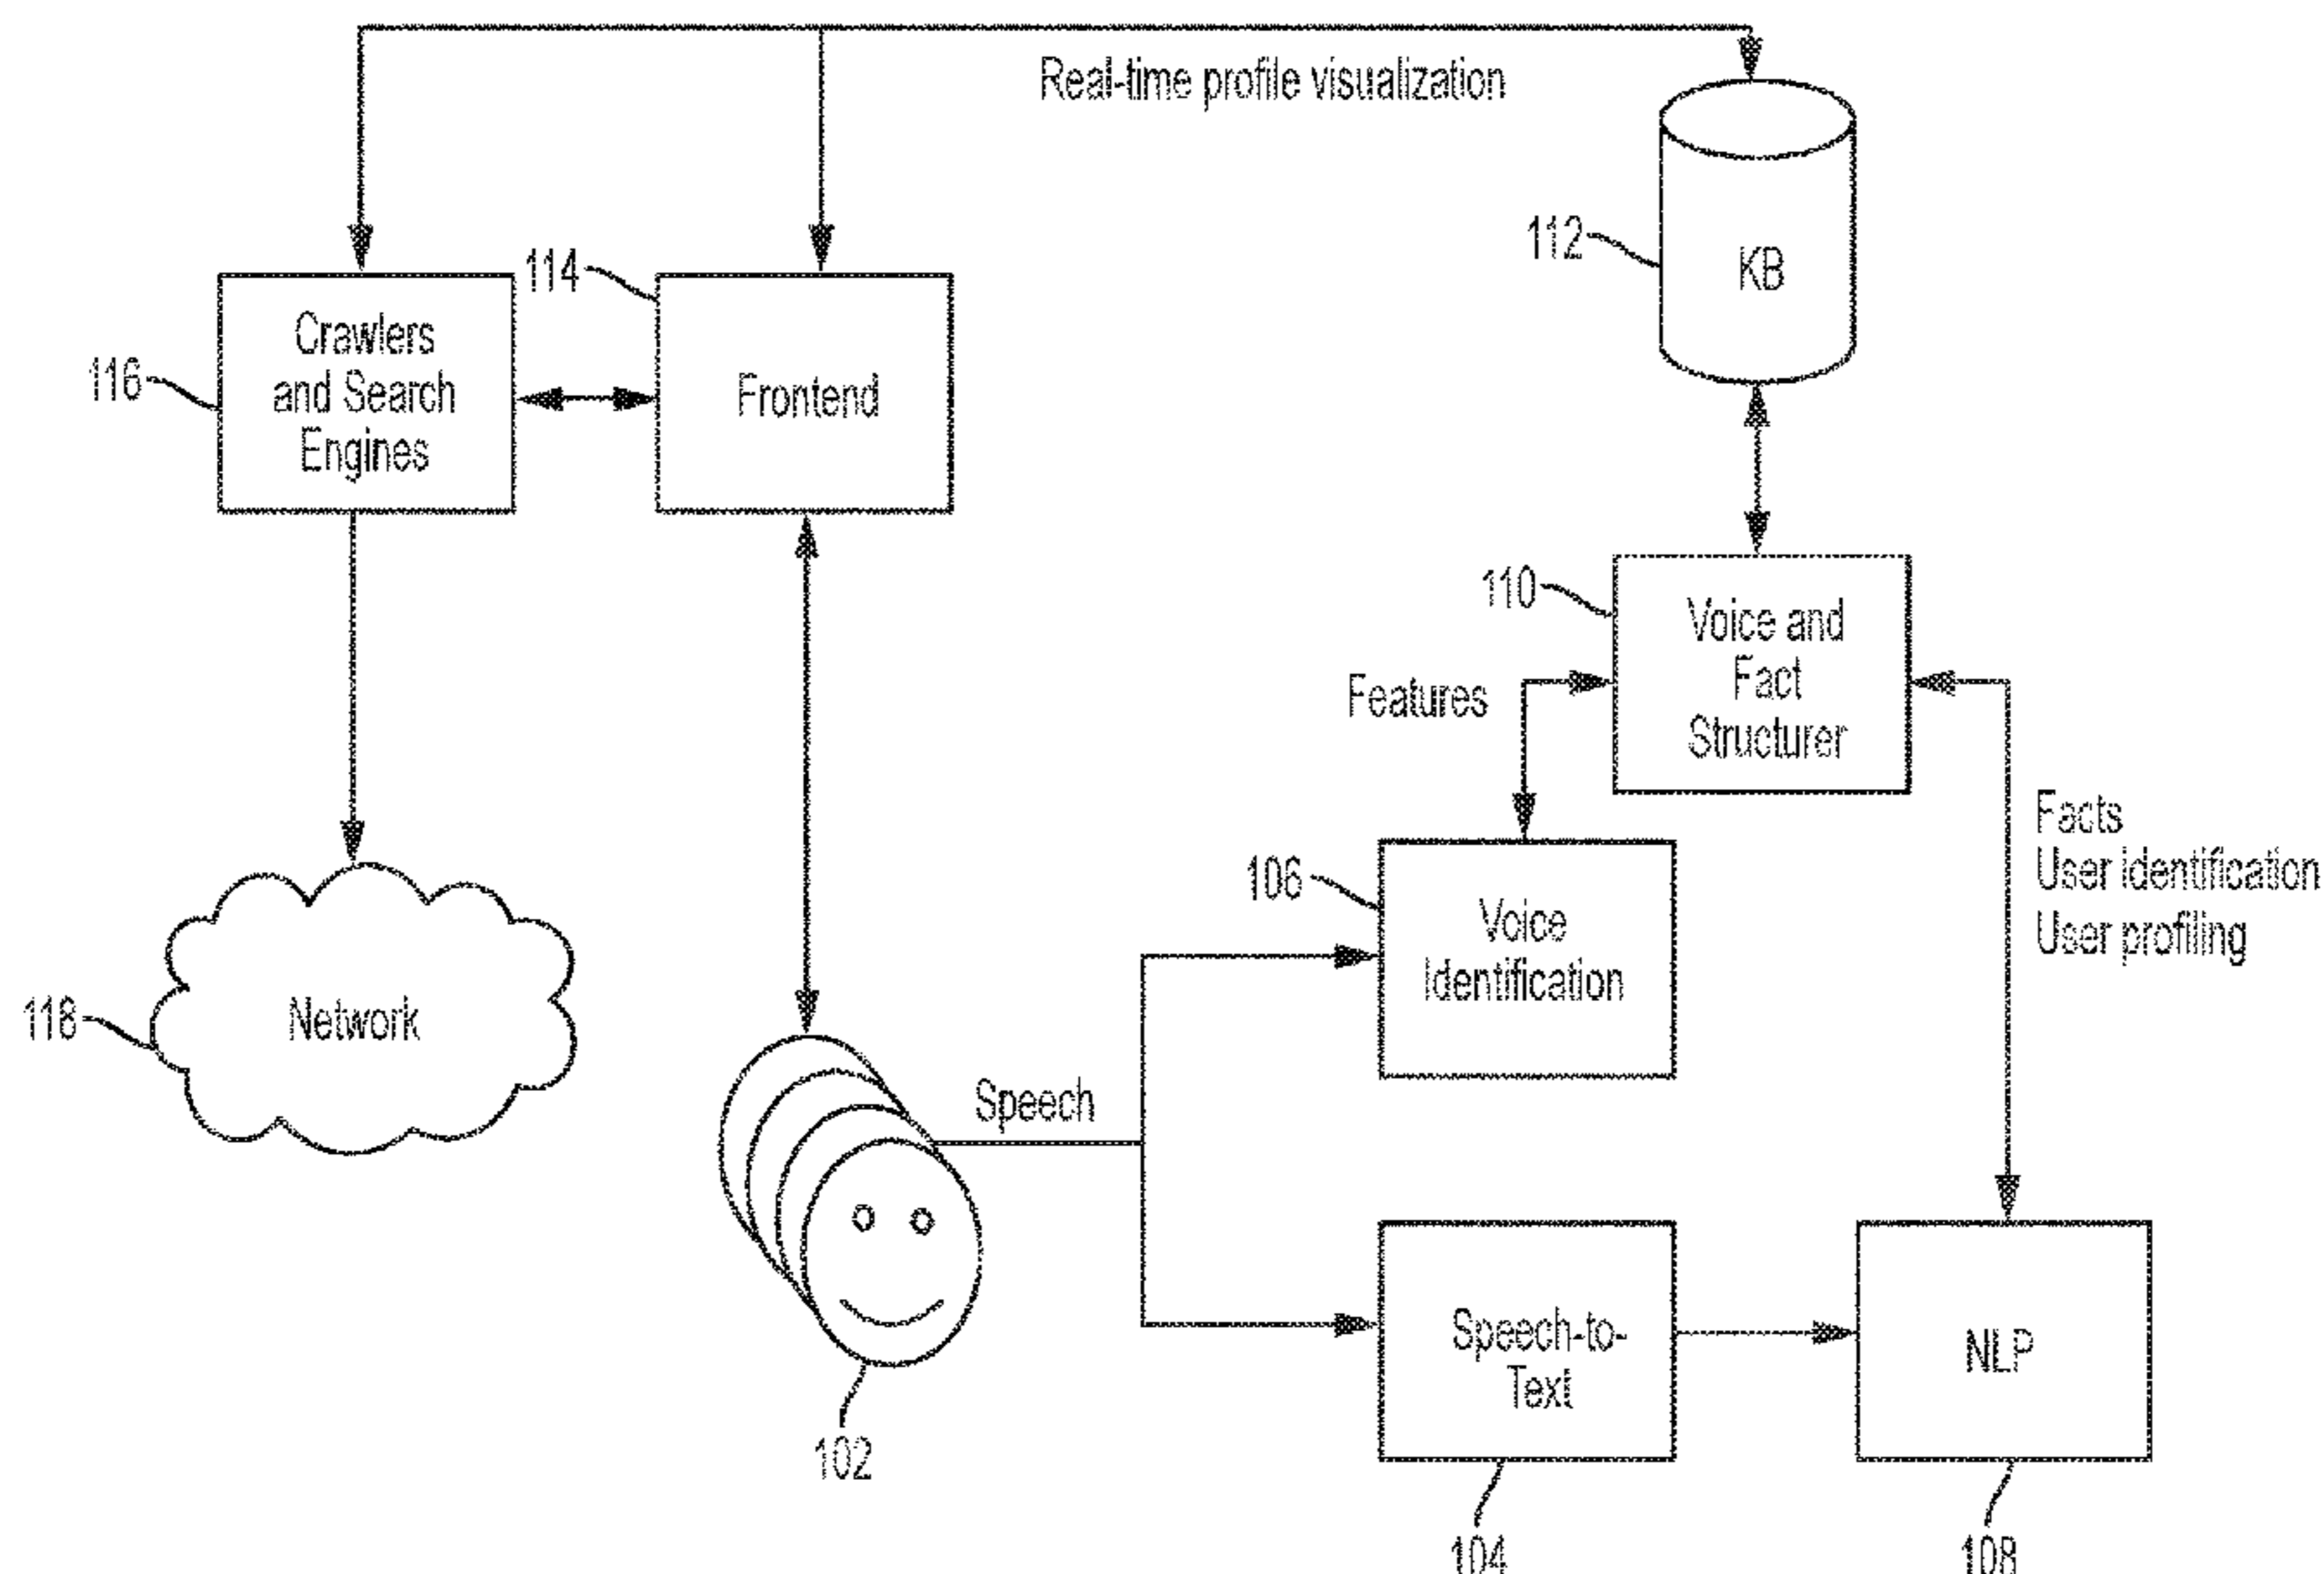 Real-time profile visualization
112
KB
114
116
Crawlers
and Search
Engines
Frontend
110
Voice and
Fact
Structurer
Features
Facts
User identification
User profiling
106
Voice
Identification
118
Network
Speech
Speech-to-
Text
NLP
102
104
108